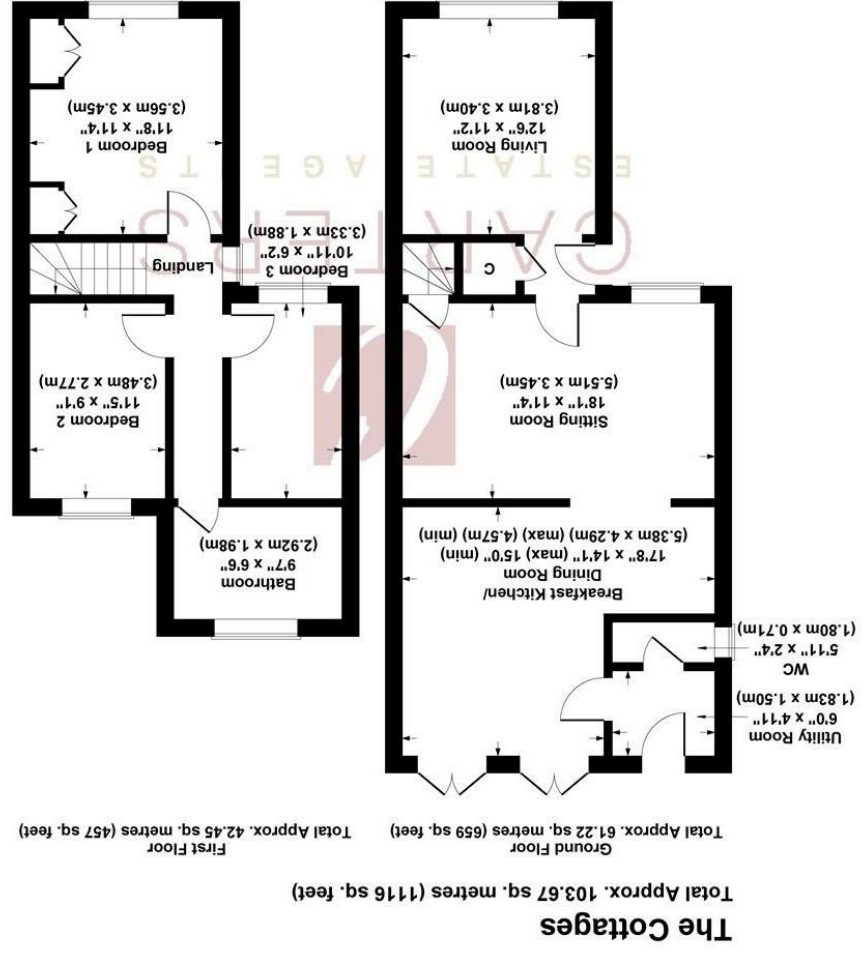 The Cottages
Total Approx. 103.67 sq. metres (1116 sq. feet)
Ground Floor
Total Approx. 61.22 sq. metres (659 sq. feet)
Utility Room
6'0" x 4'11"
(1.83m x 1.50m)
WC
5'11" x 2'4"
(1.80m x 0.71m)
Breakfast Kitchen/
Dining Room
17'8" x 14'1" (max) 15'0" (min)
(5.38m x 4.29m) (max) (4.57m) (min)
Sitting Room
18'1" x 11'4"
(5.51m x 3.45m)
C
Living Room
12'6" x 11'2"
(3.81m x 3.40m)
First Floor
Total Approx. 42.45 sq. metres (457 sq. feet)
Bathroom
9'7" x 6'6"
(2.92m x 1.98m)
Bedroom 2
11'5" x 9'1"
(3.48m x 2.77m)
Bedroom 3
10'11" x 6'2"
(3.33m x 1.88m)
Landing
Bedroom 1
11'8" x 11'4"
(3.56m x 3.45m)
CARTERS
ESTATE AGE TS